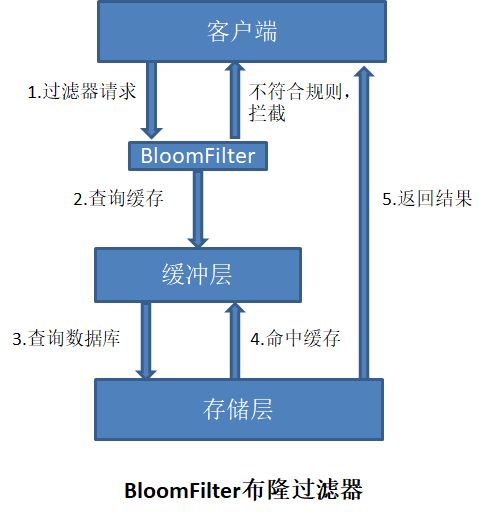 客户端
1.过滤器请求
不符合规则，
拦截
BloomFilter
2.查询缓存
5.返回结果
缓冲层
3.查询数据库
4.命中缓存
存储层
BloomFilter布隆过滤器